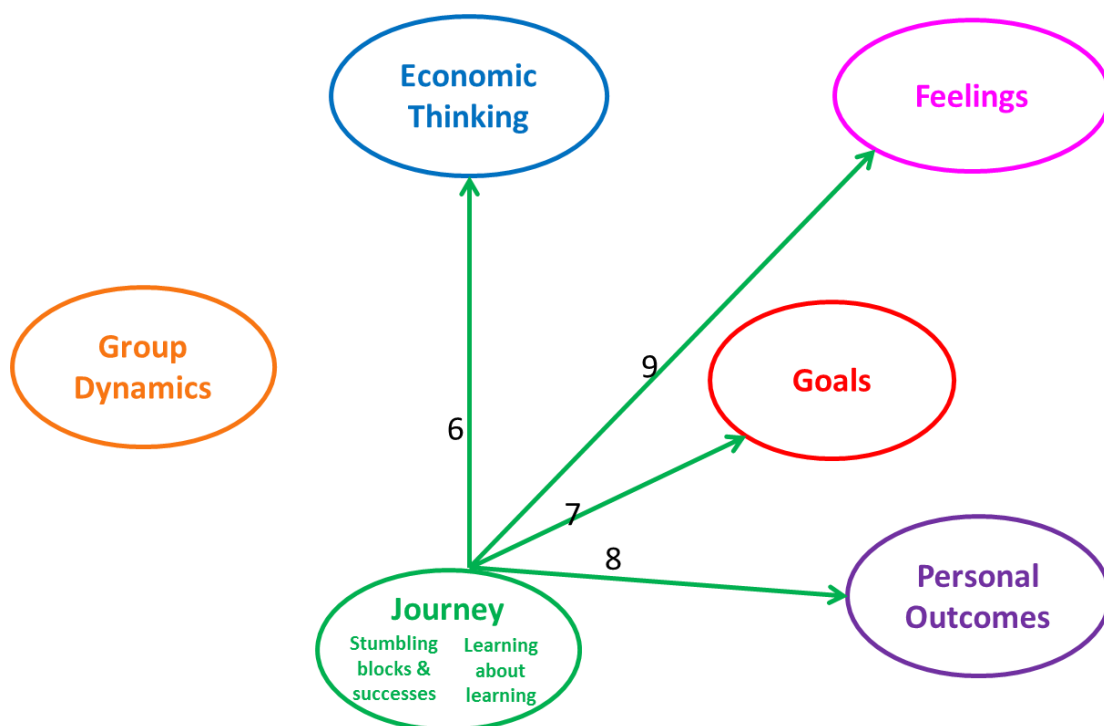 Economic
Thinking
Feelings
Group
Dynamics
9
Goals
6
7
8
Journey
Stumbling
blocks &
successes
Learning
about
learning
Personal
Outcomes